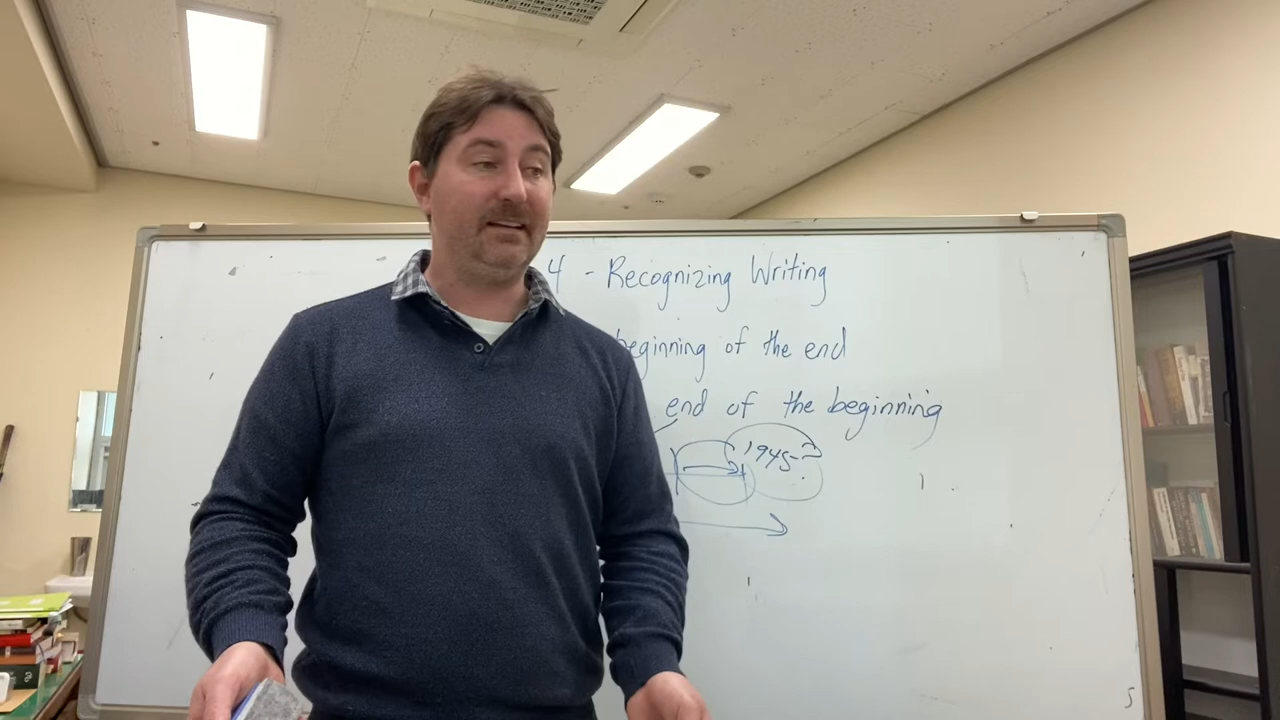 4 - Recognizing Writing
beginning of the end
end of the beginning
1945-?